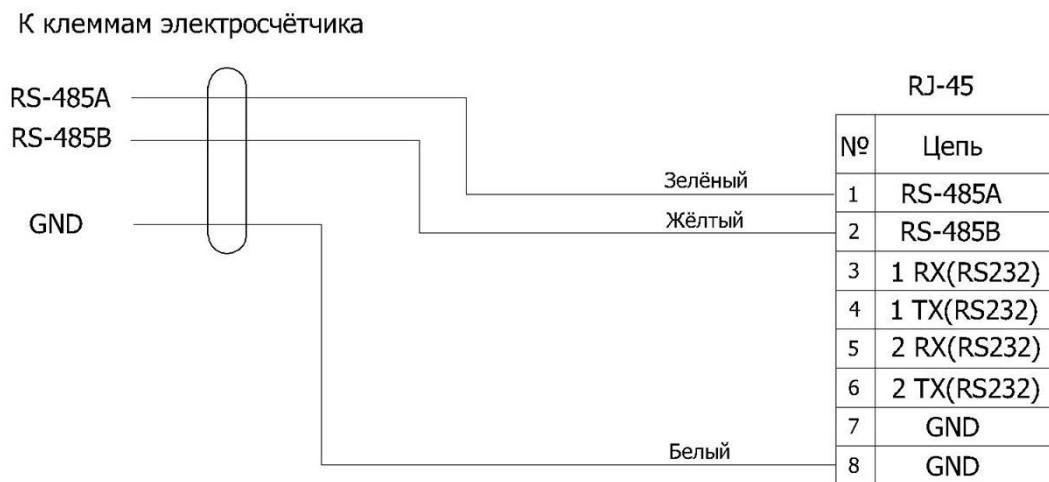 К клеммам электросчётчика
RS-485A
RS-485B
GND
Зелёный
Жёлтый
Белый
RJ-45
№ Цепь
1 RS-485A
2 RS-485B
3 1 RX(RS232)
4 1 TX(RS232)
5 2 RX(RS232)
6 2 TX(RS232)
7 GND
8 GND